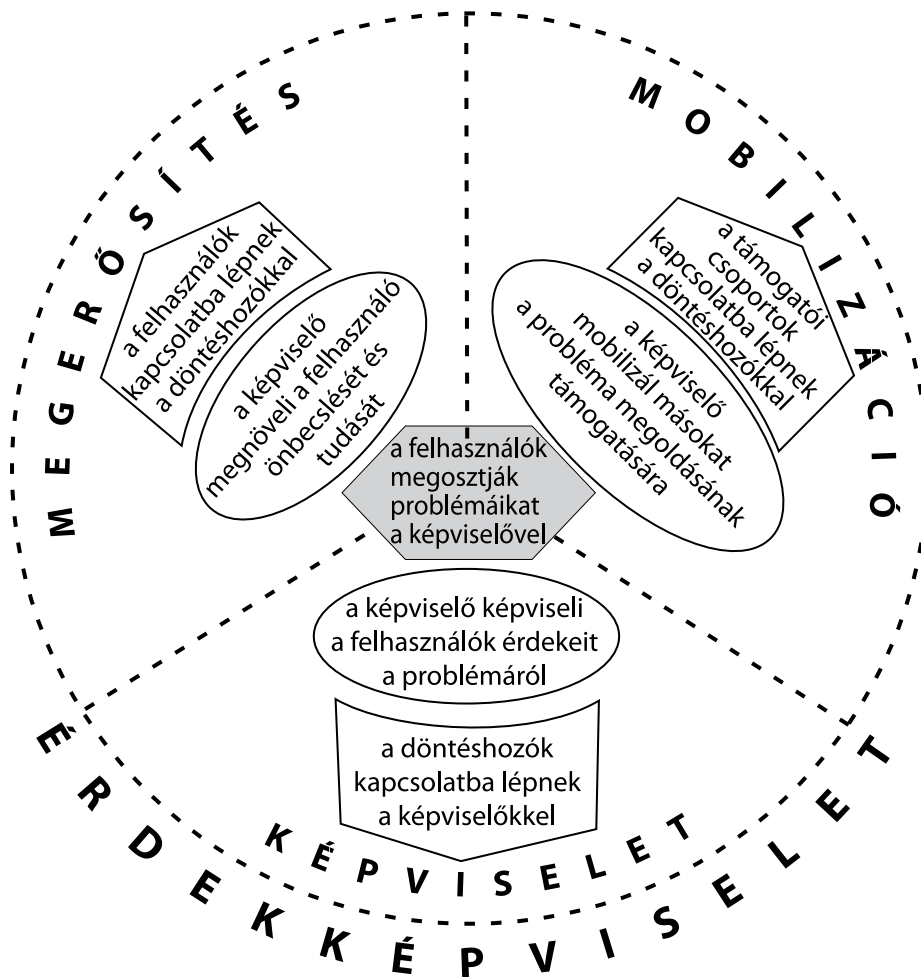 MEGERŐSÍTÉS
a felhasználók
kapcsolatba lépnek
a döntéshozókkal
a képviselő
megnöveli a felhasználó
önbecslését és
tudását
MOBILIZÁCIÓ
a támogatói
csoportok
kapcsolatba lépnek
a döntéshozókkal
a képviselő
mobilizál másokat
a probléma megoldásának
támogatására
a felhasználók
megosztják
problémáikat
a képviselővel
a képviselő képviseli
a felhasználók érdekeit
a problémáról
a döntéshozók
kapcsolatba lépnek
a képviselőkkel
KÉPVISELET
ÉRDEKKÉPVISELET